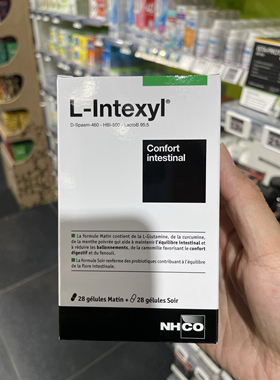 L-Intexyl®
D-Spasm-460 - HBI-500 - LactoB 95.5
Confort
intestinal
La formule Matin contient de la L-Glutamine, de la curcumine,
de la menthe poivrée qui aide à maintenir l'équilibre intestinal et
à réduire les ballonnements, de la camomille favorisant le confort
digestif et du fenouil.
La formule Soir renferme des probiotiques contribuant à l'équilibre
de la flore intestinale.
28 gélules Matin + 28 gélules Soir
NHCO